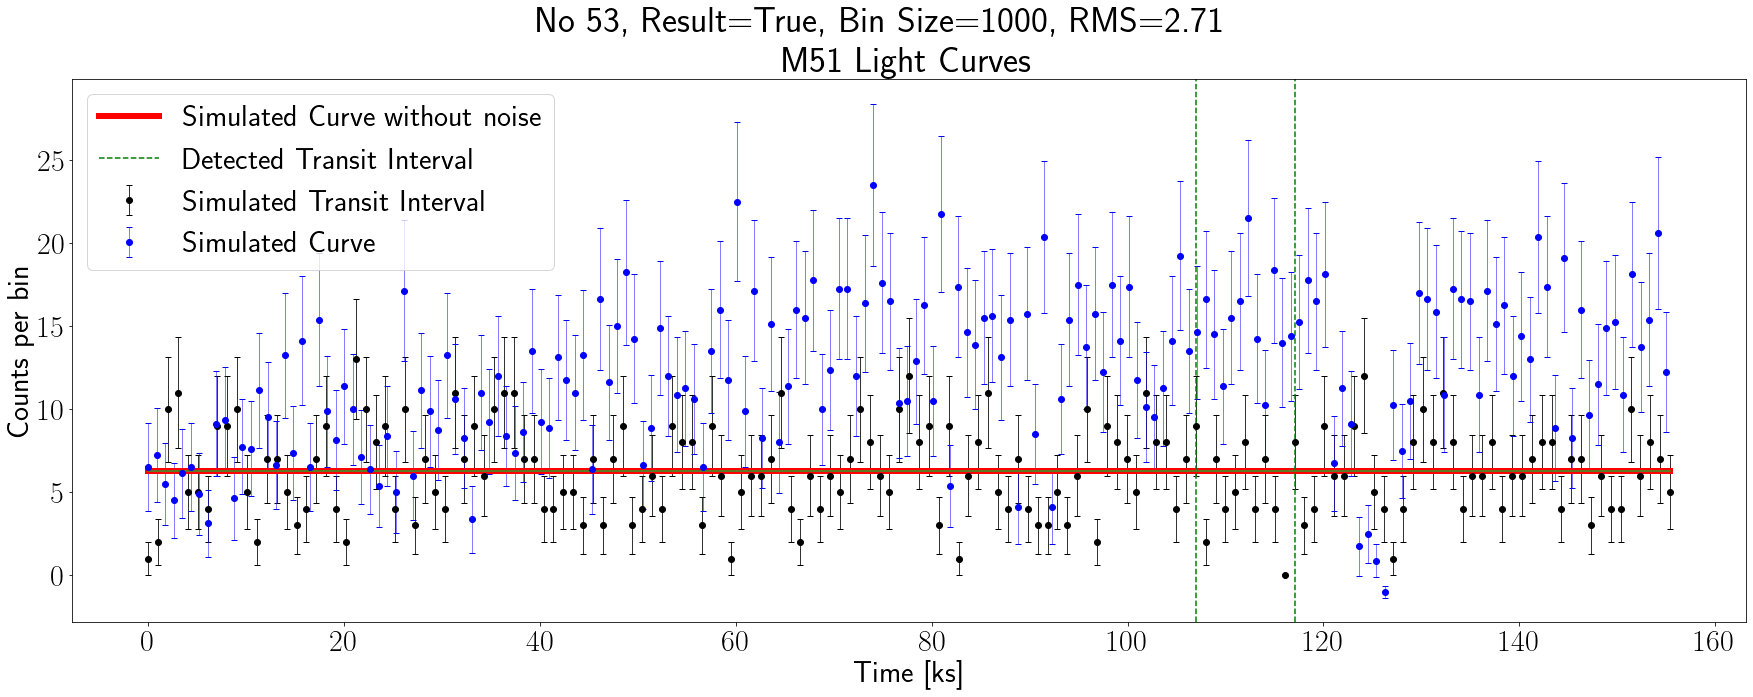 No 53, Result=True, Bin Size=1000, RMS=2.71
M51 Light Curves
Simulated Curve without noise
Detected Transit Interval
Simulated Transit Interval
Simulated Curve
Counts per bin
25
20
15
10
5
0
0 20 40 60 80 100 120 140 160
Time [ks]